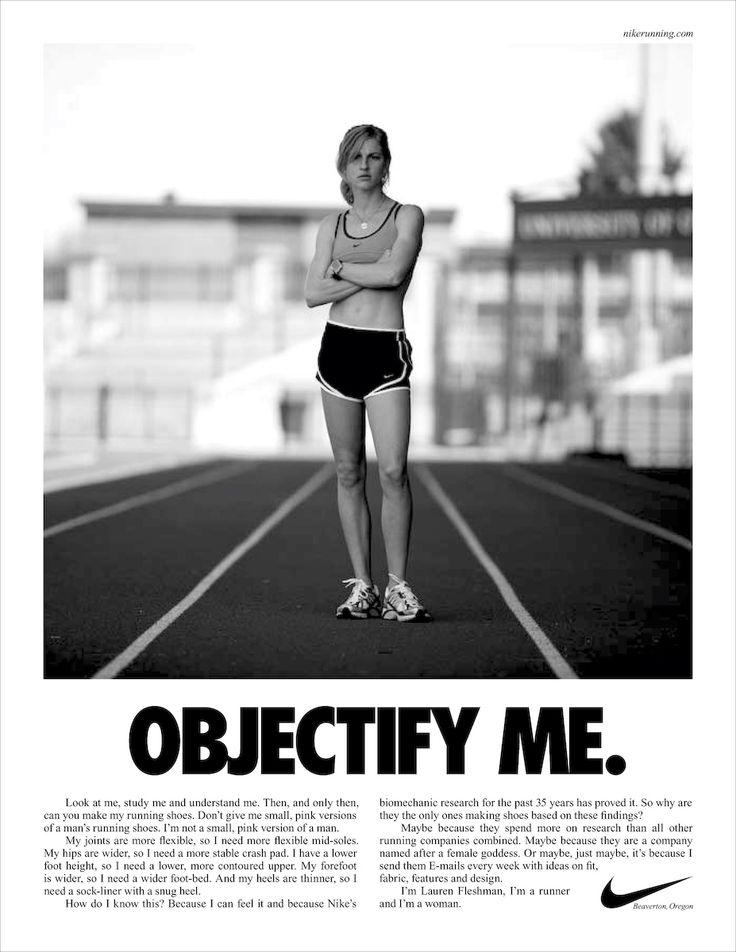 nikerunning.com
UNIVERSITY OF
OBJECTIFY ME.
Look at me, study me and understand me. Then, and only then,
can you make my running shoes. Don't give me small, pink versions
of a man's running shoes. I'm not a small, pink version of a man.
My joints are more flexible, so I need more flexible mid-soles.
My hips are wider, so I need a more stable crash pad. I have a lower
foot height, so I need a lower, more contoured upper. My forefoot
is wider, so I need a wider foot-bed. And my heels are thinner, so I
need a sock-liner with a snug heel.
How do I know this? Because I can feel it and because Nike's
biomechanic research for the past 35 years has proved it. So why are
they the only ones making shoes based on these findings?
Maybe because they spend more on research than all other
running companies combined. Maybe because they are a company
named after a female goddess. Or maybe, just maybe, it's because I
send them E-mails every week with ideas on fit,
fabric, features and design.
I'm Lauren Fleshman, I'm a runner
and I'm a woman.
Beaverton, Oregon